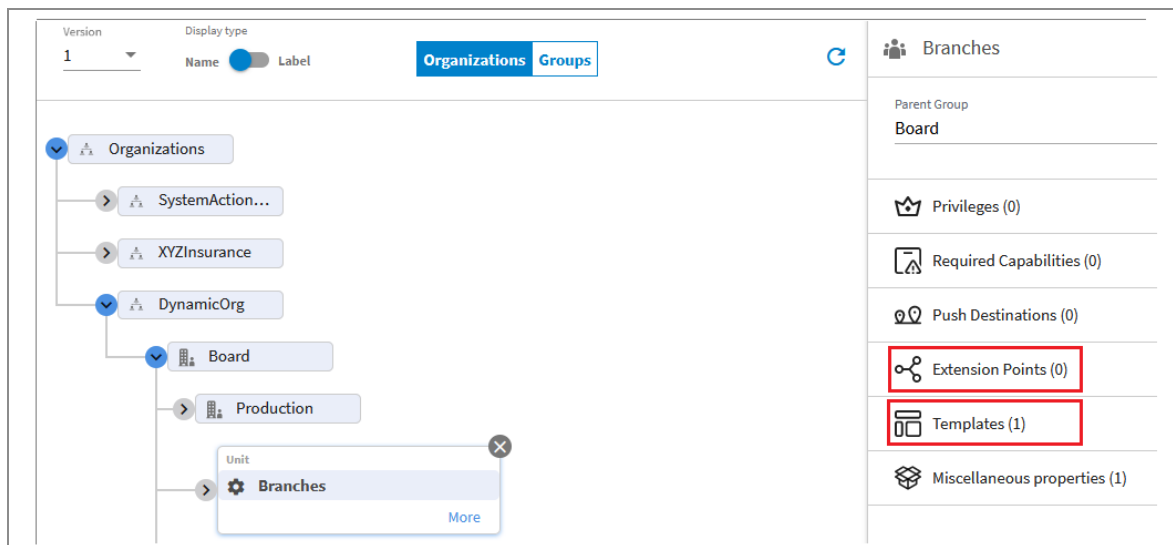 Version
Display type
1
Name
Label
Organizations
Groups
Branches
Parent Group
Board
Organizations
SystemAction...
XYZInsurance
DynamicOrg
Board
Production
Unit
Branches
More
Privileges (0)
Required Capabilities (0)
Push Destinations (0)
Extension Points (0)
Templates (1)
Miscellaneous properties (1)